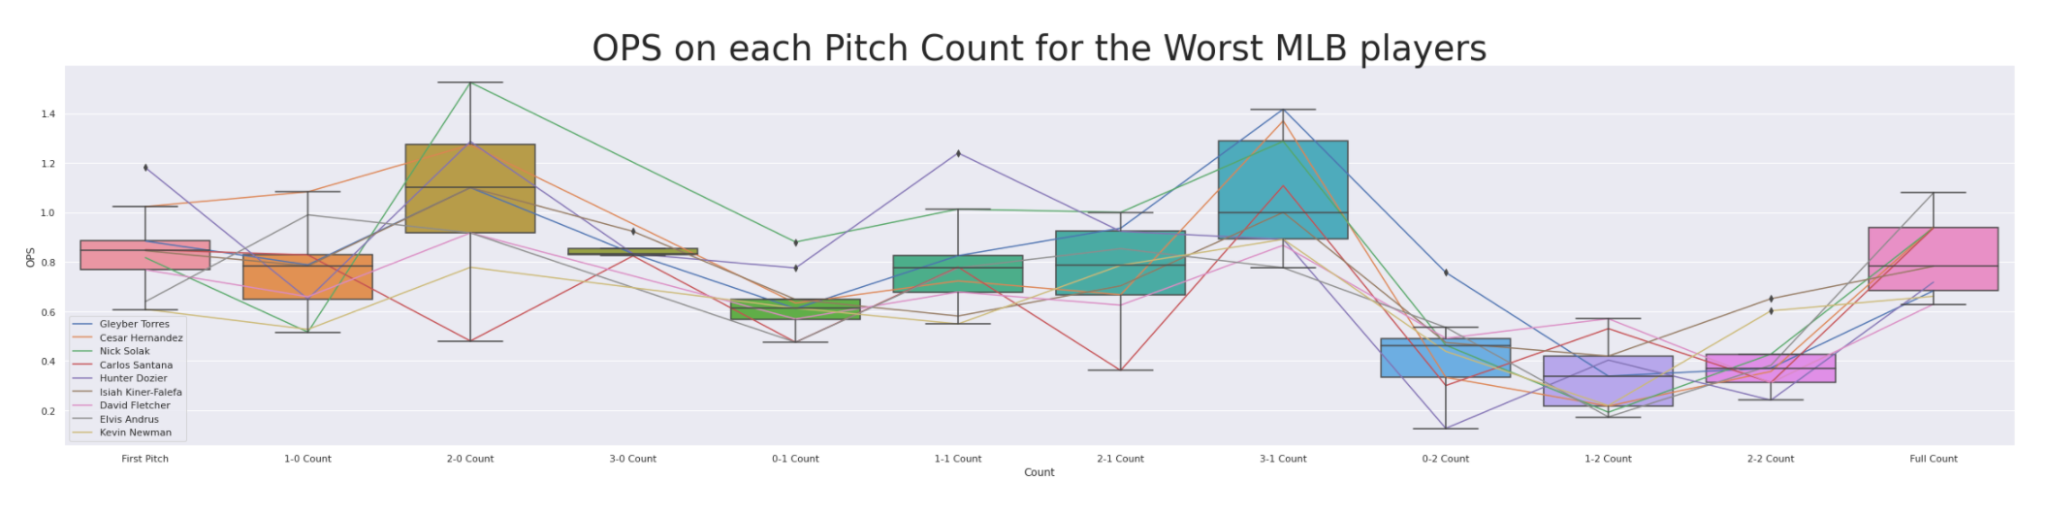 OPS on each Pitch Count for the Worst MLB players
OPS
1.4
1.2
1.0
0.8
0.6
0.4
0.2
Gleyber Torres
Cesar Hernandez
Nick Solak
Carlos Santana
Hunter Dozier
Isiah Kiner-Falefa
David Fletcher
Elvis Andrus
Kevin Newman
First Pitch 1-0 Count 2-0 Count 3-0 Count 0-1 Count 1-1 Count 2-1 Count 3-1 Count 0-2 Count 1-2 Count 2-2 Count Full Count
Count